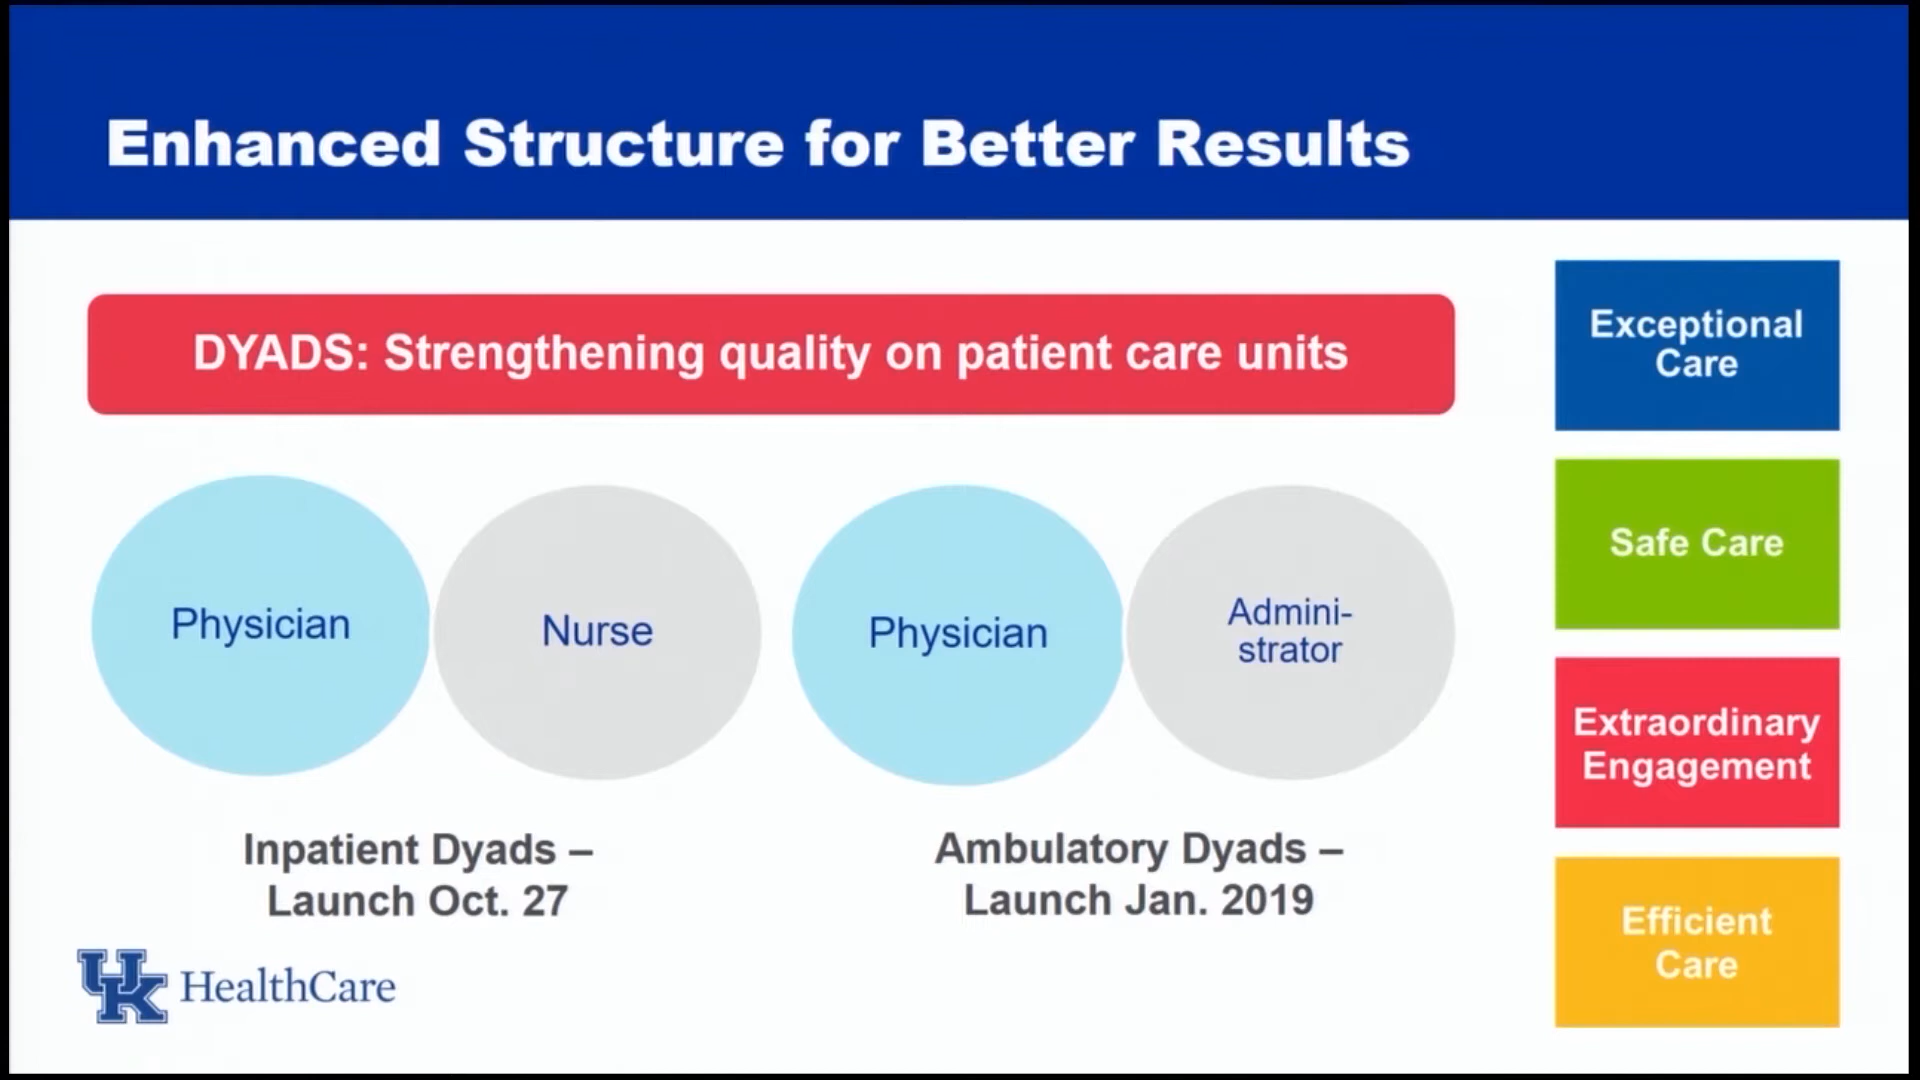 Enhanced Structure for Better Results
DYADS: Strengthening quality on patient care units
Physician
Nurse
Physician
Admini-
strator
Inpatient Dyads –
Launch Oct. 27
Ambulatory Dyads –
Launch Jan. 2019
Exceptional
Care
Safe Care
Extraordinary
Engagement
Efficient
Care
UK HealthCare